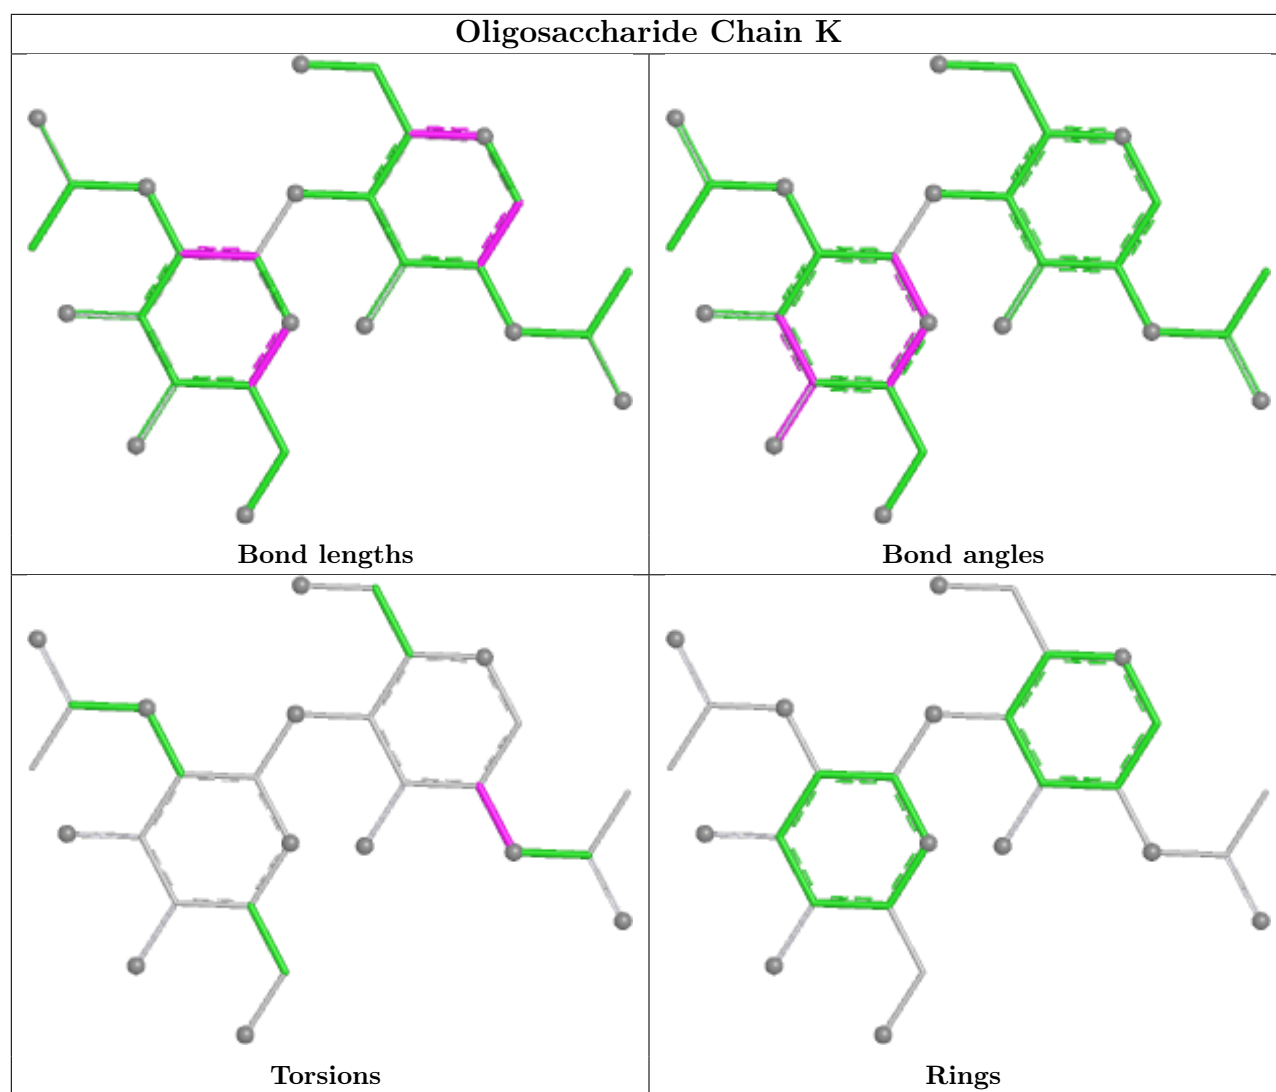 Oligosaccharide Chain K
Bond lengths
Bond angles
Torsions
Rings